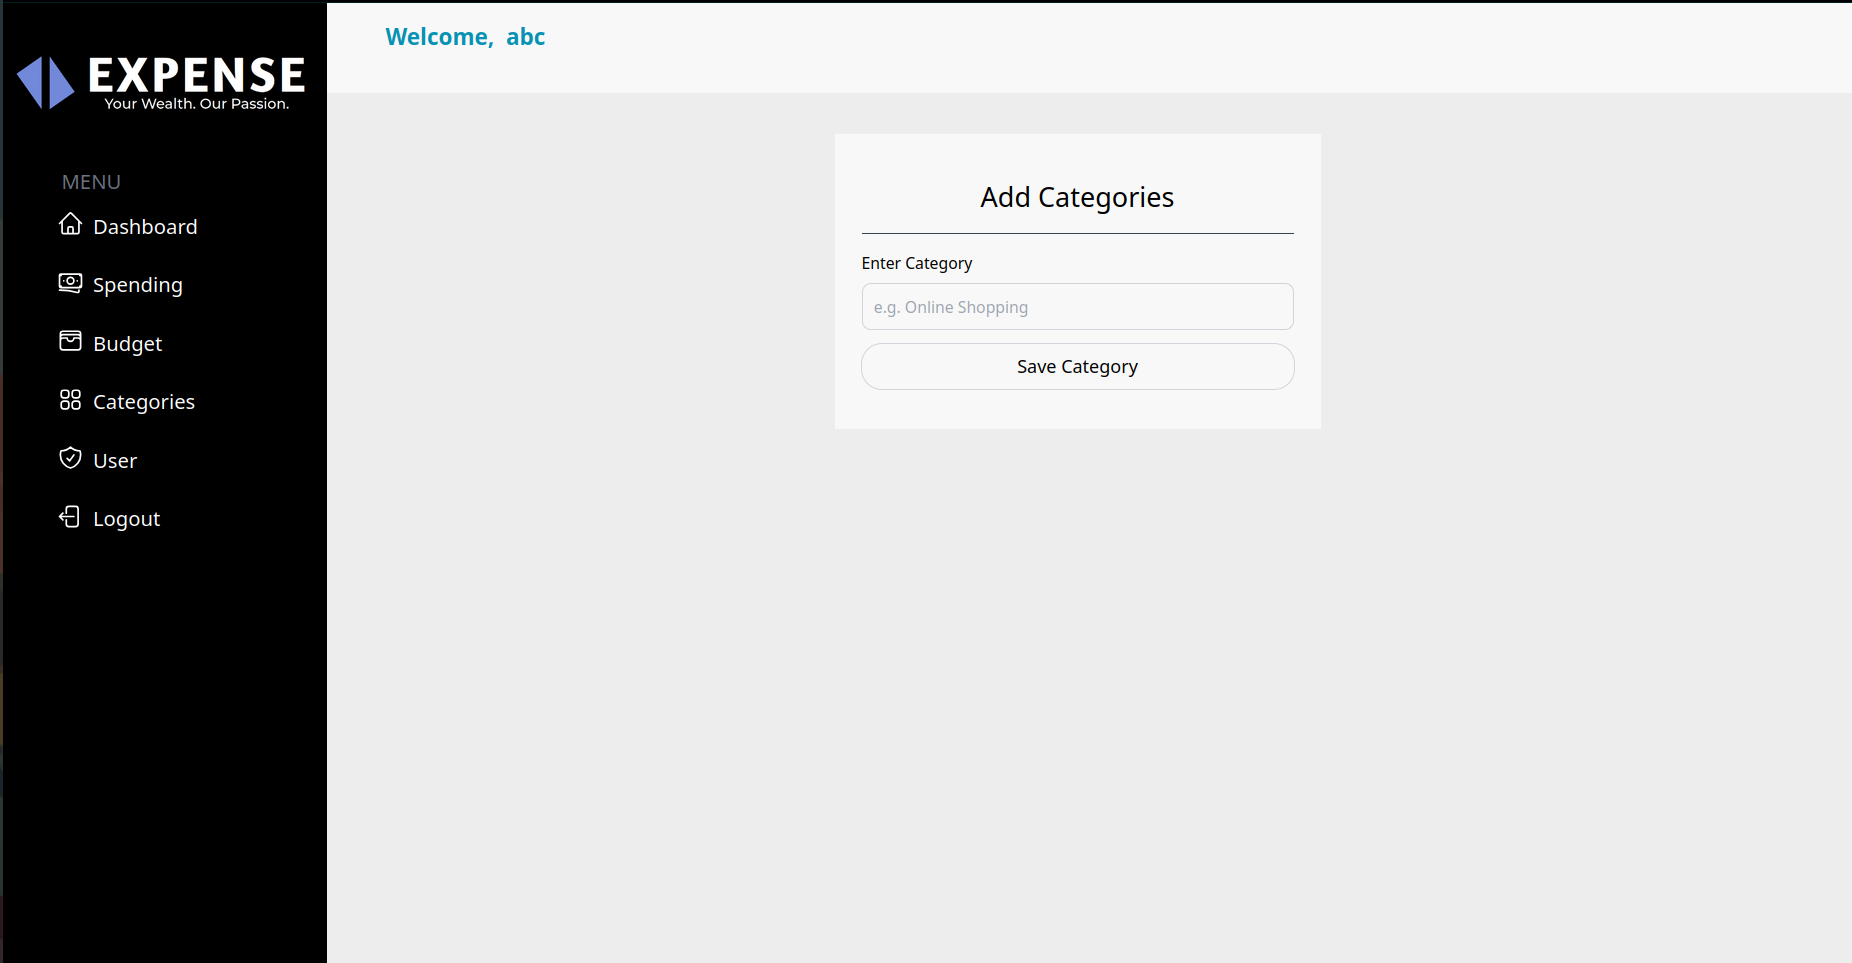 EXPENSE
Your Wealth. Our Passion.
MENU
Dashboard
Spending
Budget
Categories
User
Logout
Welcome, abc
Add Categories
Enter Category
e.g. Online Shopping
Save Category